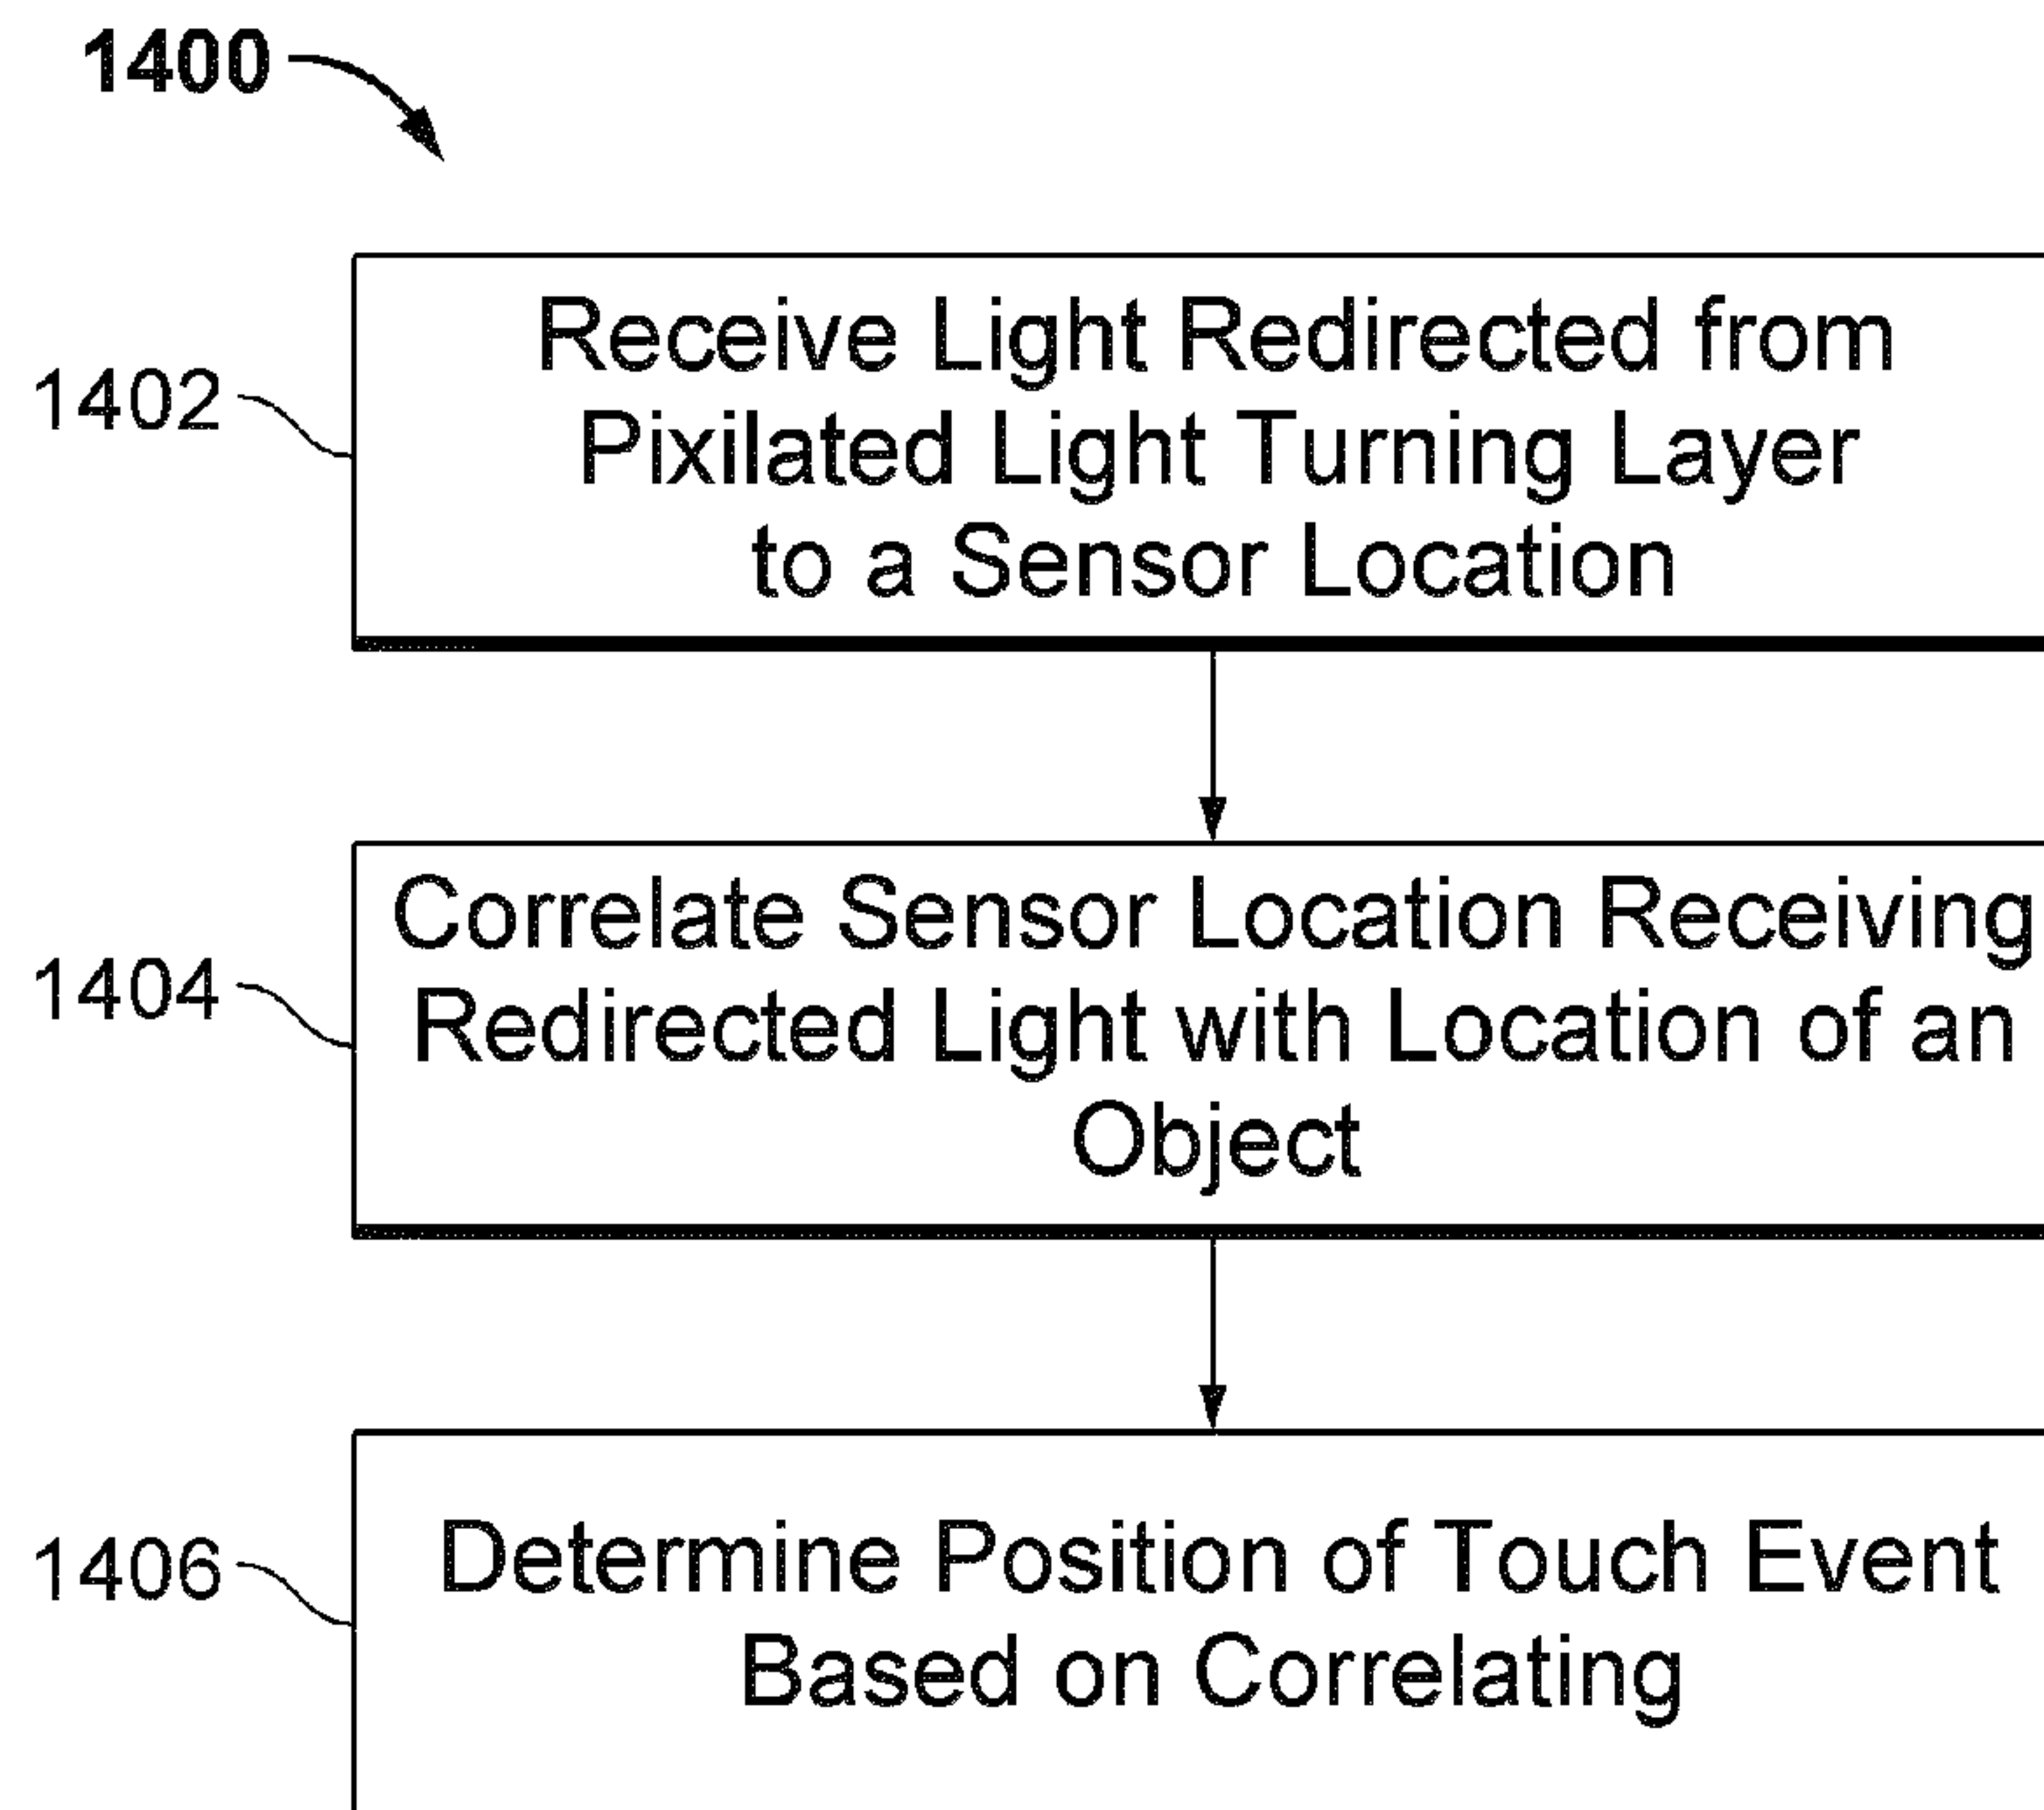 1400
1402
Receive Light Redirected from
Pixilated Light Turning Layer
to a Sensor Location
1404
Correlate Sensor Location Receiving
Redirected Light with Location of an
Object
1406
Determine Position of Touch Event
Based on Correlating